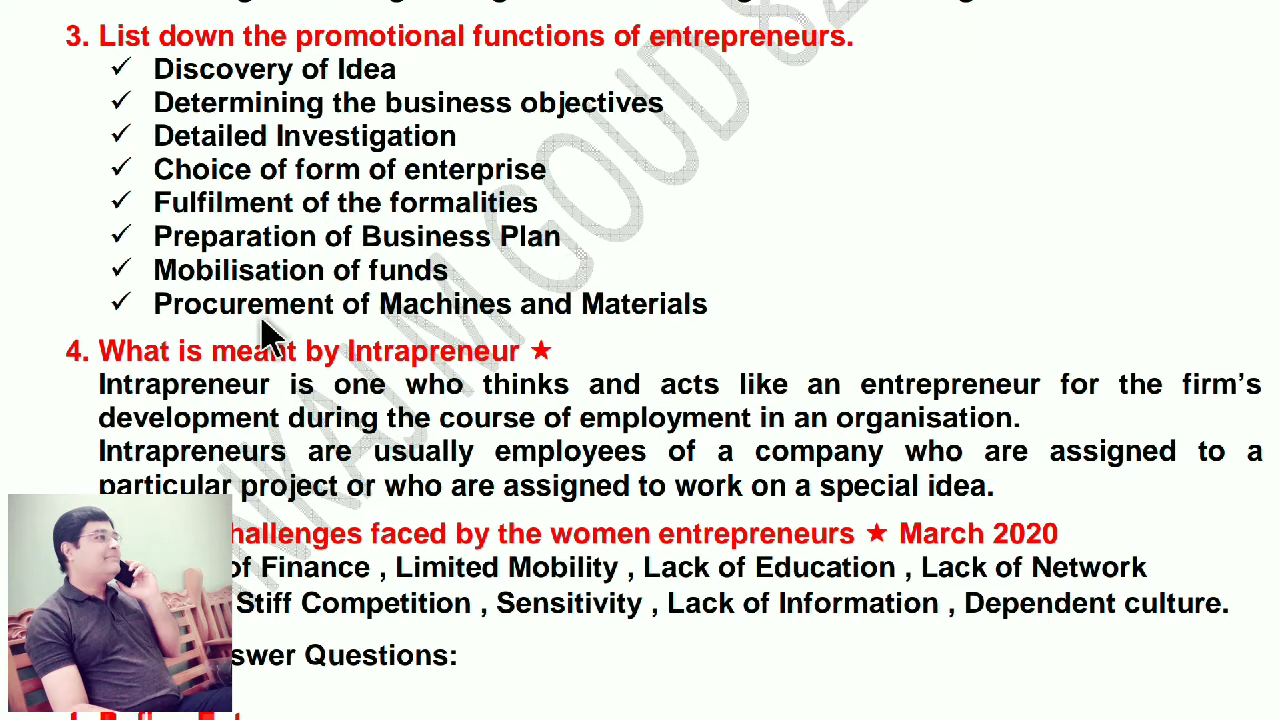 3. List down the promotional functions of entrepreneurs.
✓ Discovery of Idea
✓ Determining the business objectives
✓ Detailed Investigation
✓ Choice of form of enterprise
✓ Fulfilment of the formalities
✓ Preparation of Business Plan
✓ Mobilisation of funds
✓ Procurement of Machines and Materials
4. What is meant by Intrapreneur ★
Intrapreneur is one who thinks and acts like an entrepreneur for the firm's
development during the course of employment in an organisation.
Intrapreneurs are usually employees of a company who are assigned to a
particular project or who are assigned to work on a special idea.
hallenges faced by the women entrepreneurs ★ March 2020
of Finance , Limited Mobility , Lack of Education , Lack of Network
Stiff Competition , Sensitivity , Lack of Information , Dependent culture.
swer Questions: